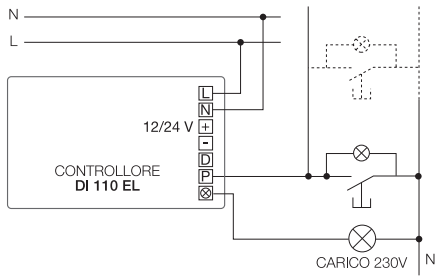 N
L
L
N
12/24 V +
-
D
P
CONTROLLORE
DI 110 EL
CARICO 230V
N